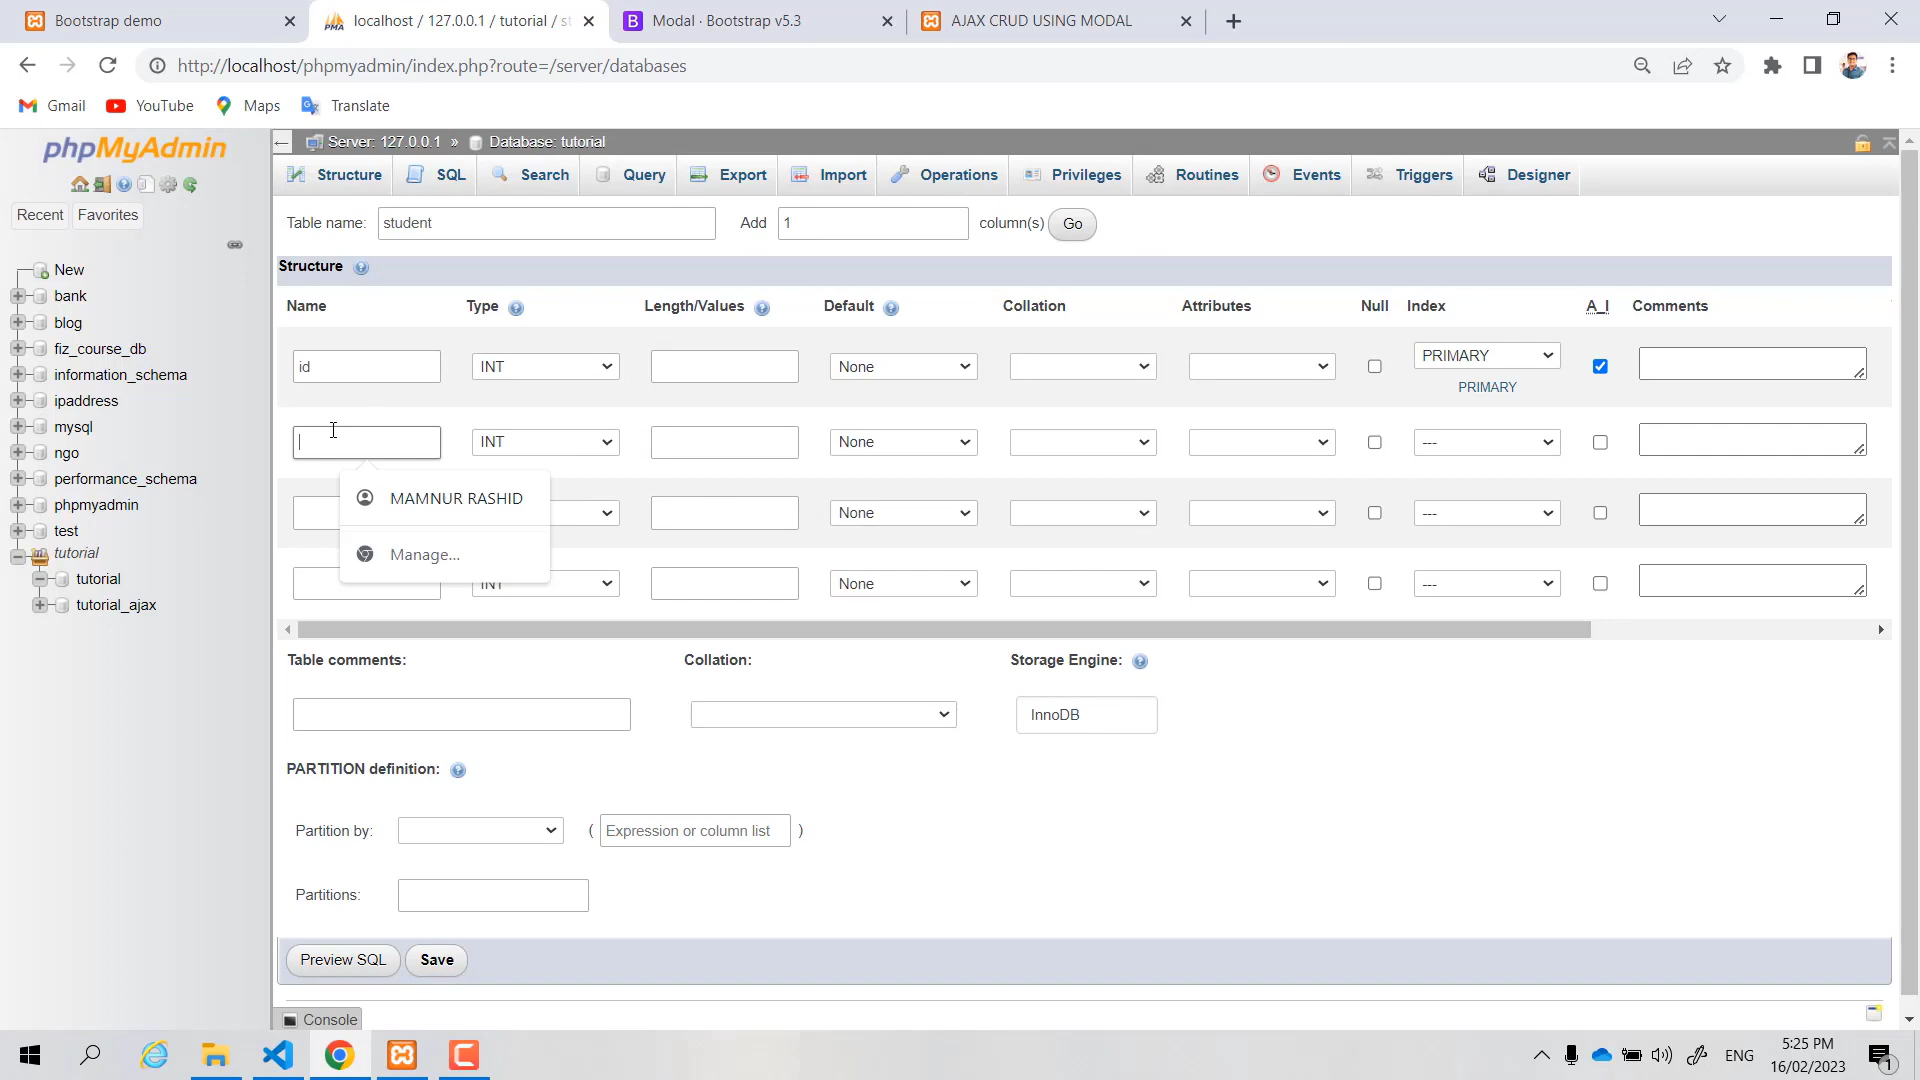 Bootstrap demo
localhost / 127.0.0.1 / tutorial / st
Modal · Bootstrap v5.3
AJAX CRUD USING MODAL
http://localhost/phpmyadmin/index.php?route=/server/databases
Gmail
YouTube
Maps
Translate
phpMyAdmin
Recent
Favorites
New
bank
blog
fiz_course_db
information_schema
ipaddress
mysql
ngo
performance_schema
phpmyadmin
test
tutorial
tutorial
tutorial_ajax
Server: 127.0.0.1 » Database: tutorial
Structure SQL Search Query Export Import Operations Privileges Routines Events Triggers Designer
Table name: student Add 1 column(s) Go
Structure
Name Type Length/Values Default Collation Attributes Null Index A_I Comments
id INT None PRIMARY
PRIMARY
INT None ---
MAMNUR RASHID
None ---
Manage...
INT None ---
Table comments: Collation: Storage Engine:
InnoDB
PARTITION definition:
Partition by: ( Expression or column list )
Partitions:
Preview SQL Save
Console
ENG
5:25 PM
16/02/2023
1